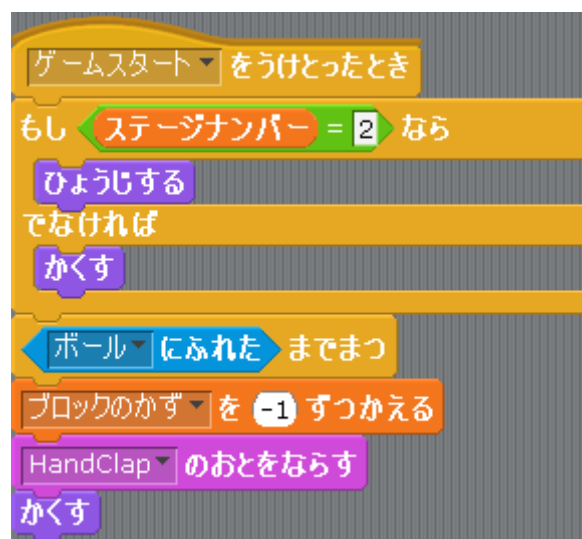 ゲームスタート をうけとったとき
もし ステージナンバー = 2 なら
ひょうじする
でなければ
かくす
ボール にふれた までまつ
ブロックのかず を -1 ずつかえる
HandClap のおとをならす
かくす